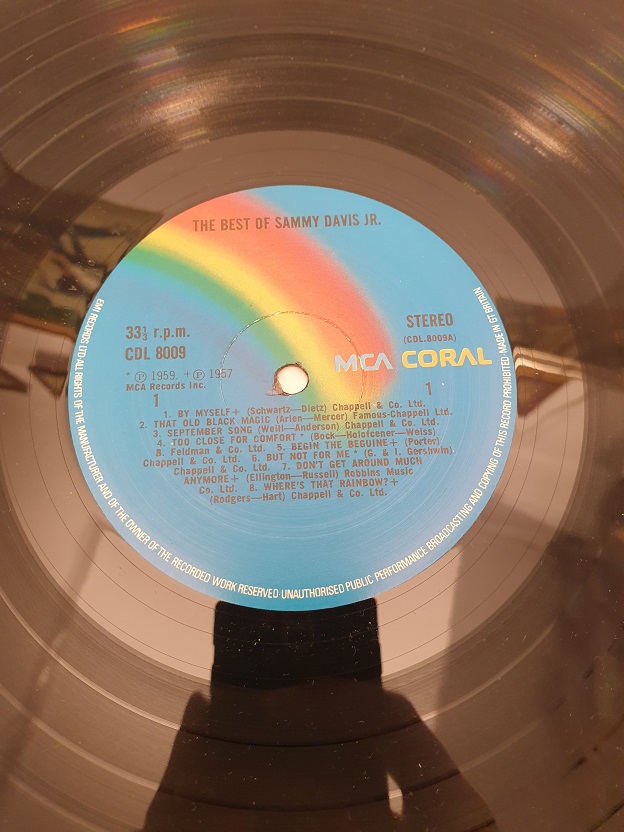 THE BEST OF SAMMY DAVIS JR.
33⅓ r.p.m.
CDL 8009
* ℗ 1959. + ℗ 1957
MCA Records Inc.
1
STEREO
(CDL.8009A)
MCA CORAL
1
1. BY MYSELF+ (Schwartz—Dietz) Chappell & Co. Ltd.
2. THAT OLD BLACK MAGIC (Arlen—Mercer) Famous-Chappell Ltd.
3. SEPTEMBER SONG (Weill—Anderson) Chappell & Co. Ltd.
4. TOO CLOSE FOR COMFORT * (Bock—Holofcener—Weiss)
B. Feldman & Co. Ltd. 5. BEGIN THE BEGUINE+ (Porter)
Chappell & Co. Ltd. 6. BUT NOT FOR ME * (G. & I. Gershwin)
Chappell & Co. Ltd. 7. DON'T GET AROUND MUCH
ANYMORE+ (Ellington—Russell) Robbins Music
Co. Ltd. 8. WHERE'S THAT RAINBOW?+
(Rodgers—Hart) Chappell & Co. Ltd.
EMI RECORDS LTD·ALL RIGHTS OF THE MANUFACTURER AND OF THE OWNER OF THE RECORDED WORK RESERVED·UNAUTHORISED PUBLIC PERFORMANCE BROADCASTING AND COPYING OF THIS RECORD PROHIBITED·MADE IN GT BRITAIN